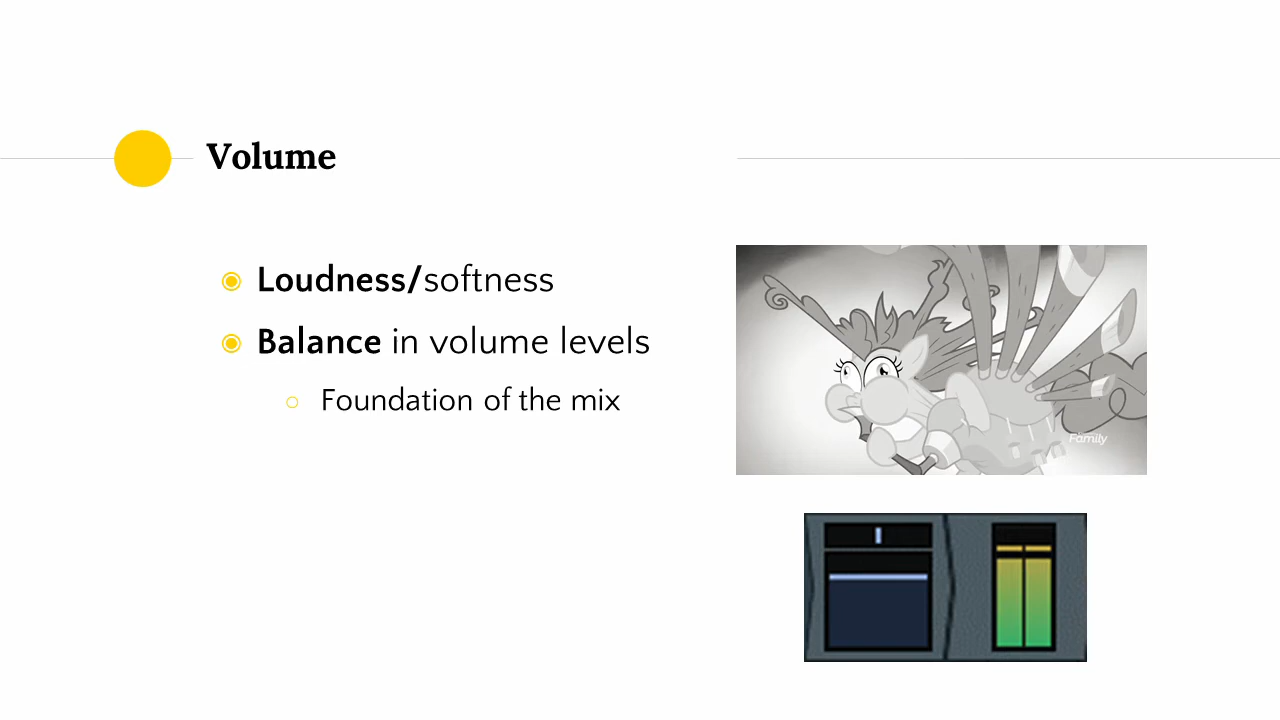 Volume
Loudness/softness
Balance in volume levels
Foundation of the mix
Family